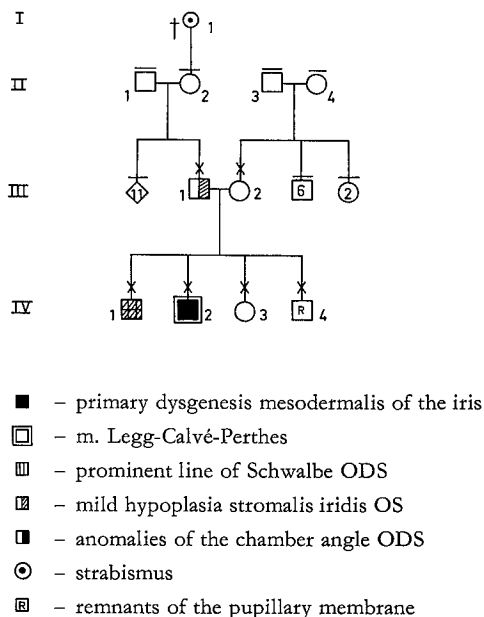 I
† 1
II
1 2 3 4
III
11 1 2 6 2
IV
1 2 3 R 4
– primary dysgenesis mesodermalis of the iris
– m. Legg-Calvé-Perthes
– prominent line of Schwalbe ODS
– mild hypoplasia stromalis iridis OS
– anomalies of the chamber angle ODS
– strabismus
R – remnants of the pupillary membrane